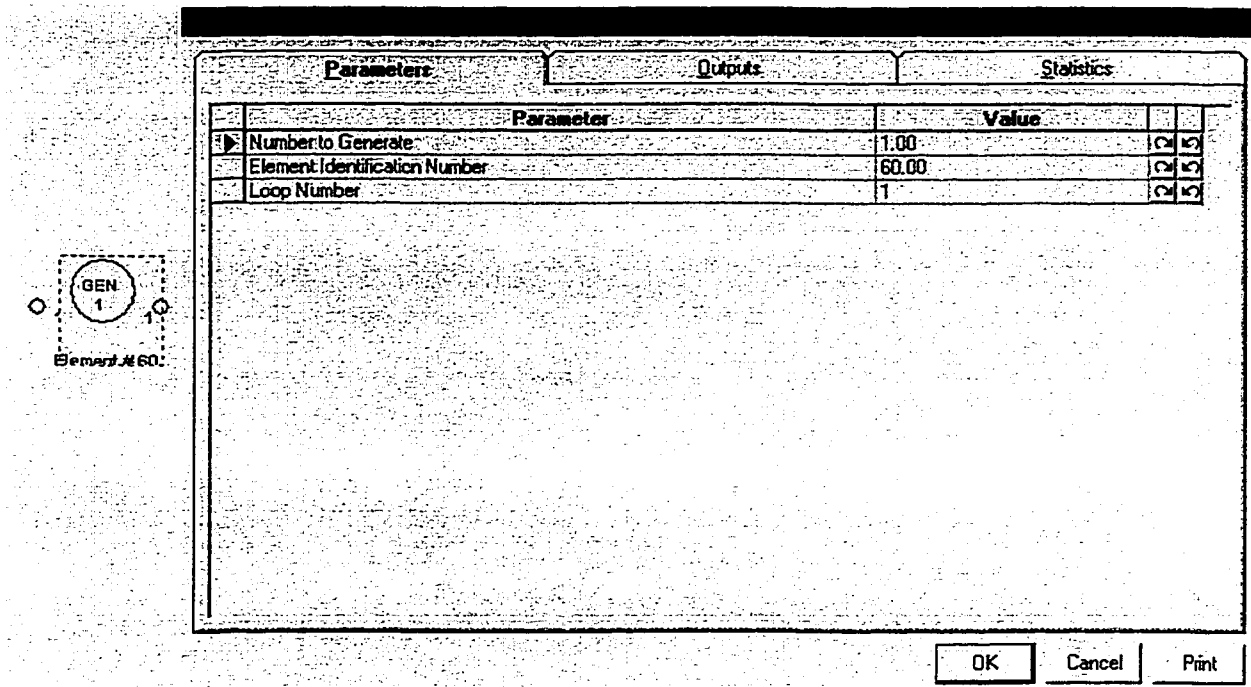 Parameters Outputs Statistics
Parameter Value
Number to Generate 1.00
Element Identification Number 60.00
Loop Number 1
GEN.
1
1
Element # 60
OK Cancel Print